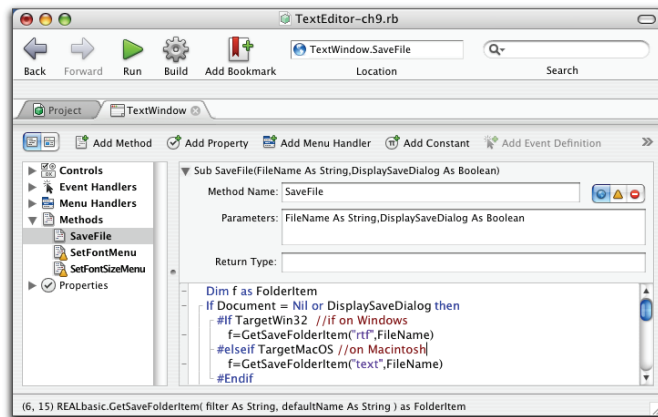 TextEditor-ch9.rb
TextWindow.SaveFile
Q
Back Forward Run Build Add Bookmark Location Search
Project TextWindow
Add Method Add Property Add Menu Handler Add Constant Add Event Definition »
Controls
Event Handlers
Menu Handlers
Methods
SaveFile
SetFontMenu
SetFontSizeMenu
Properties
Sub SaveFile(FileName As String,DisplaySaveDialog As Boolean)
Method Name: SaveFile
Parameters: FileName As String,DisplaySaveDialog As Boolean
Return Type:
Dim f as FolderItem
If Document = Nil or DisplaySaveDialog then
#If TargetWin32 //if on Windows
f=GetSaveFolderItem("rtf",FileName)
#elseif TargetMacOS //on Macintosh
f=GetSaveFolderItem("text",FileName)
#Endif
(6, 15) REALbasic.GetSaveFolderItem( filter As String, defaultName As String ) as FolderItem